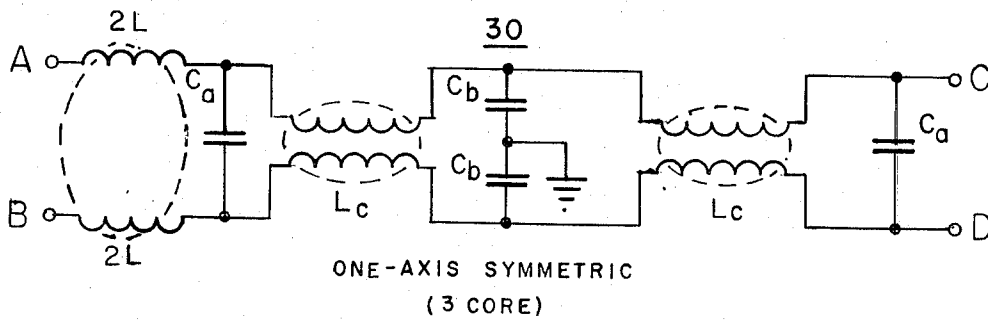 2L
30
A
Ca
Cb
C
Ca
Cb
B
Lc
Lc
D
2L
ONE-AXIS SYMMETRIC
(3 CORE)